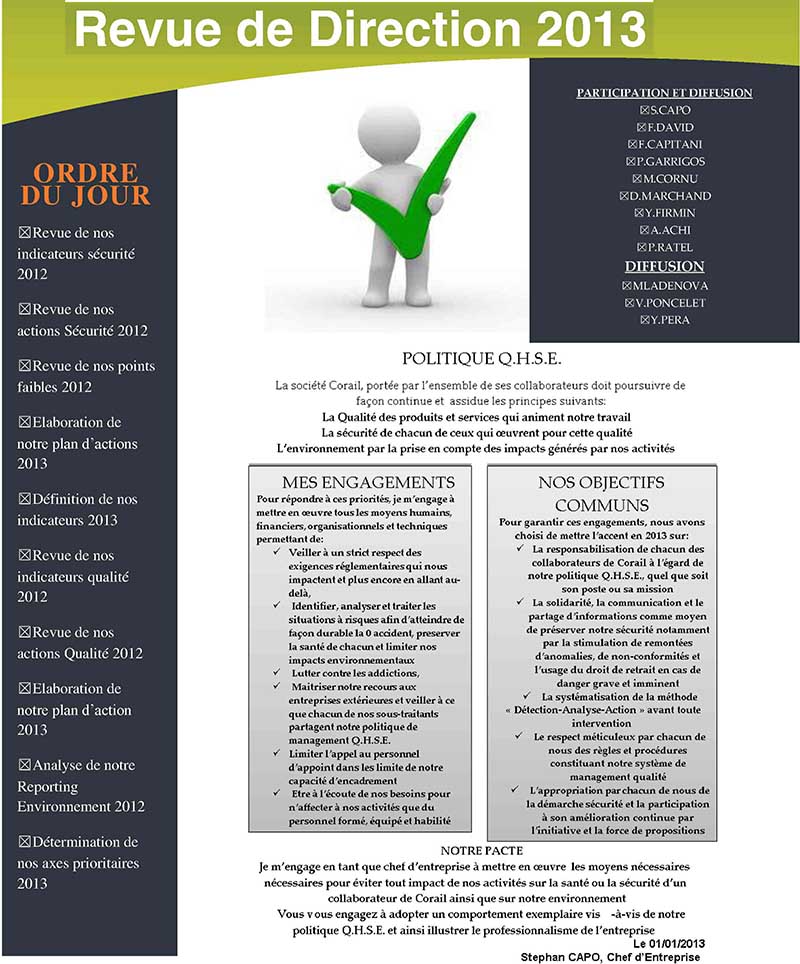 Revue de Direction 2013
ORDRE
DU JOUR
☒Revue de nos
indicateurs sécurité
2012
☒Revue de nos
actions Sécurité 2012
☒Revue de nos points
faibles 2012
☒Elaboration de
notre plan d'actions
2013
☒Définition de nos
indicateurs 2013
☒Revue de nos
indicateurs qualité
2012
☒Revue de nos
actions Qualité 2012
☒Elaboration de
notre plan d'action
2013
☒Analyse de notre
Reporting
Environnement 2012
☒Détermination de
nos axes prioritaires
2013
PARTICIPATION ET DIFFUSION
☒S.CAPO
☒F.DAVID
☒F.CAPITANI
☒P.GARRIGOS
☒M.CORNU
☒D.MARCHAND
☒Y.FIRMIN
☒A.ACHI
☒P.RATEL
DIFFUSION
☒MLADENOVA
☒V.PONCELET
☒Y.PERA
POLITIQUE Q.H.S.E.
La société Corail, portée par l'ensemble de ses collaborateurs doit poursuivre de
façon continue et assidue les principes suivants:
La Qualité des produits et services qui animent notre travail
La sécurité de chacun de ceux qui œuvrent pour cette qualité
L'environnement par la prise en compte des impacts générés par nos activités
MES ENGAGEMENTS
Pour répondre à ces priorités, je m'engage à
mettre en œuvre tous les moyens humains,
financiers, organisationnels et techniques
permettant de:
✓ Veiller à un strict respect des
exigences réglementaires qui nous
impactent et plus encore en allant au-
delà,
✓ Identifier, analyser et traiter les
situations à risques afin d'atteindre de
façon durable la 0 accident, preserver
la santé de chacun et limiter nos
impacts environnementaux
✓ Lutter contre les addictions,
✓ Maitriser notre recours aux
entreprises extérieures et veiller à ce
que chacun de nos sous-traitants
partagent notre politique de
management Q.H.S.E.
✓ Limiter l'appel au personnel
d'appoint dans les limite de notre
capacité d'encadrement
✓ Etre à l'écoute de nos besoins pour
n'affecter à nos activités que du
personnel formé, équipé et habilité
NOS OBJECTIFS
COMMUNS
Pour garantir ces engagements, nous avons
choisi de mettre l'accent en 2013 sur:
✓ La responsabilisation de chacun des
collaborateurs de Corail à l'égard de
notre politique Q.H.S.E., quel que soit
son poste ou sa mission
✓ La solidarité, la communication et le
partage d'informations comme moyen
de préserver notre sécurité notamment
par la stimulation de remontées
d'anomalies, de non-conformités et
l'usage du droit de retrait en cas de
danger grave et imminent
✓ La systématisation de la méthode
« Détection-Analyse-Action » avant toute
intervention
✓ Le respect méticuleux par chacun de
nous des règles et procédures
constituant notre système de
management qualité
✓ L'appropriation par chacun de nous de
la démarche sécurité et la participation
à son amélioration continue par
l'initiative et la force de propositions
NOTRE PACTE
Je m'engage en tant que chef d'entreprise à mettre en œuvre les moyens nécessaires
nécessaires pour éviter tout impact de nos activités sur la santé ou la sécurité d'un
collaborateur de Corail ainsi que sur notre environnement
Vous vous engagez à adopter un comportement exemplaire vis -à-vis de notre
politique Q.H.S.E. et ainsi illustrer le professionnalisme de l'entreprise
Le 01/01/2013
Stephan CAPO, Chef d'Entreprise